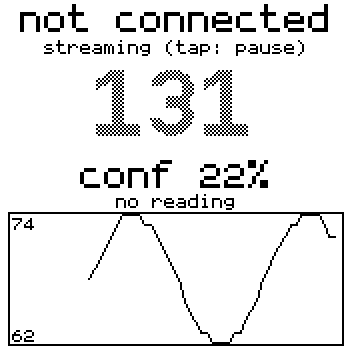 not connected
streaming (tap: pause)
131
conf 22%
no reading
74
62